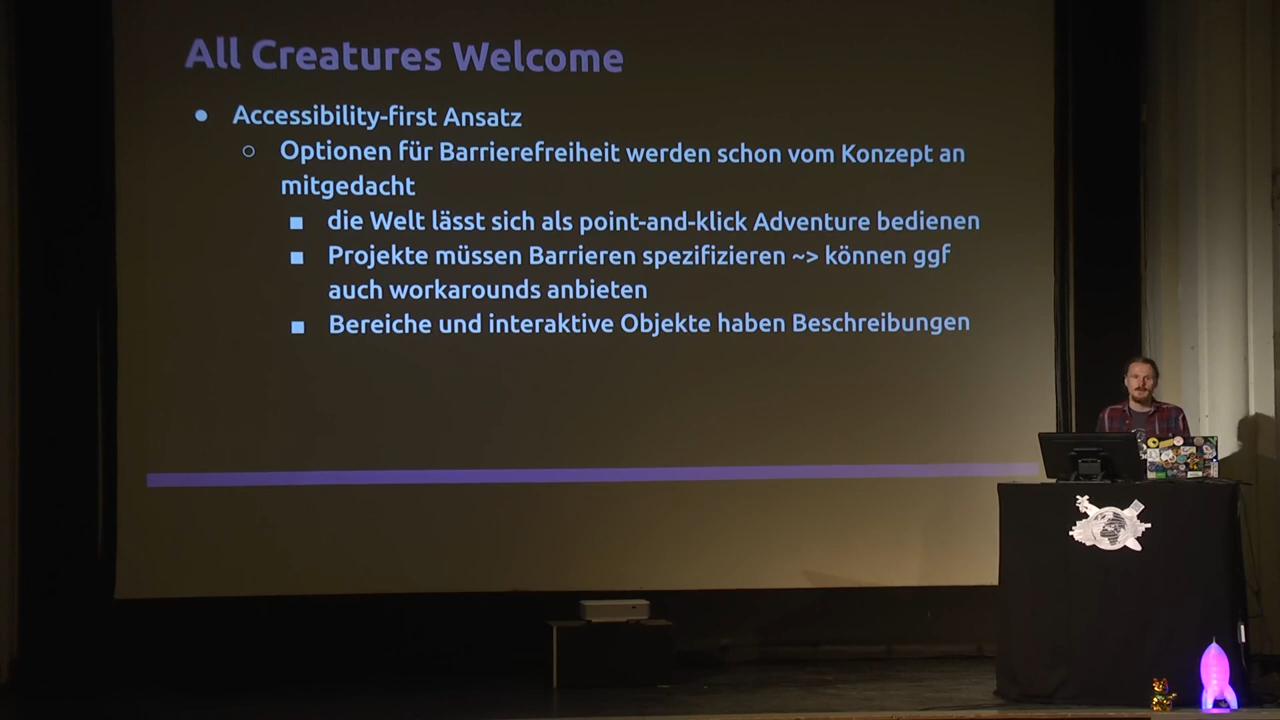 All Creatures Welcome
● Accessibility-first Ansatz
○ Optionen für Barrierefreiheit werden schon vom Konzept an
mitgedacht
■ die Welt lässt sich als point-and-klick Adventure bedienen
■ Projekte müssen Barrieren spezifizieren ~> können ggf
auch workarounds anbieten
■ Bereiche und interaktive Objekte haben Beschreibungen